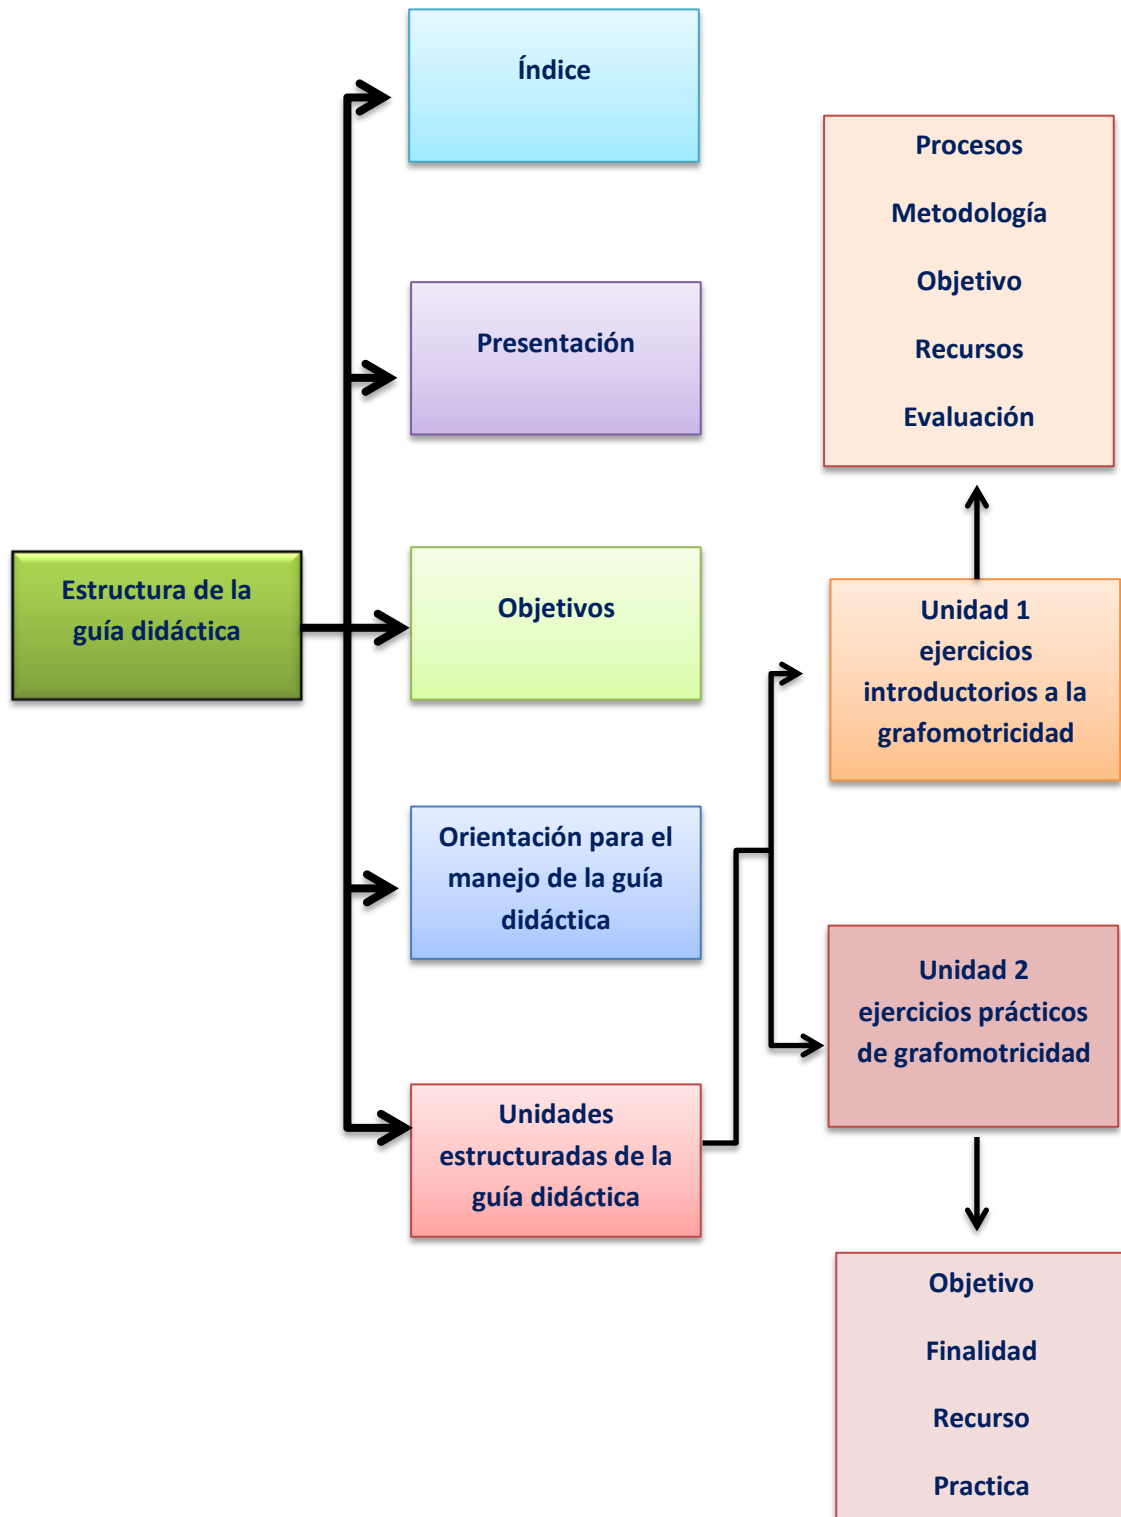 Índice
Presentación
Objetivos
Estructura de la
guía didáctica
Orientación para el
manejo de la guía
didáctica
Unidades
estructuradas de la
guía didáctica
Procesos
Metodología
Objetivo
Recursos
Evaluación
Unidad 1
ejercicios
introductorios a la
grafomotricidad
Unidad 2
ejercicios prácticos
de grafomotricidad
Objetivo
Finalidad
Recurso
Practica